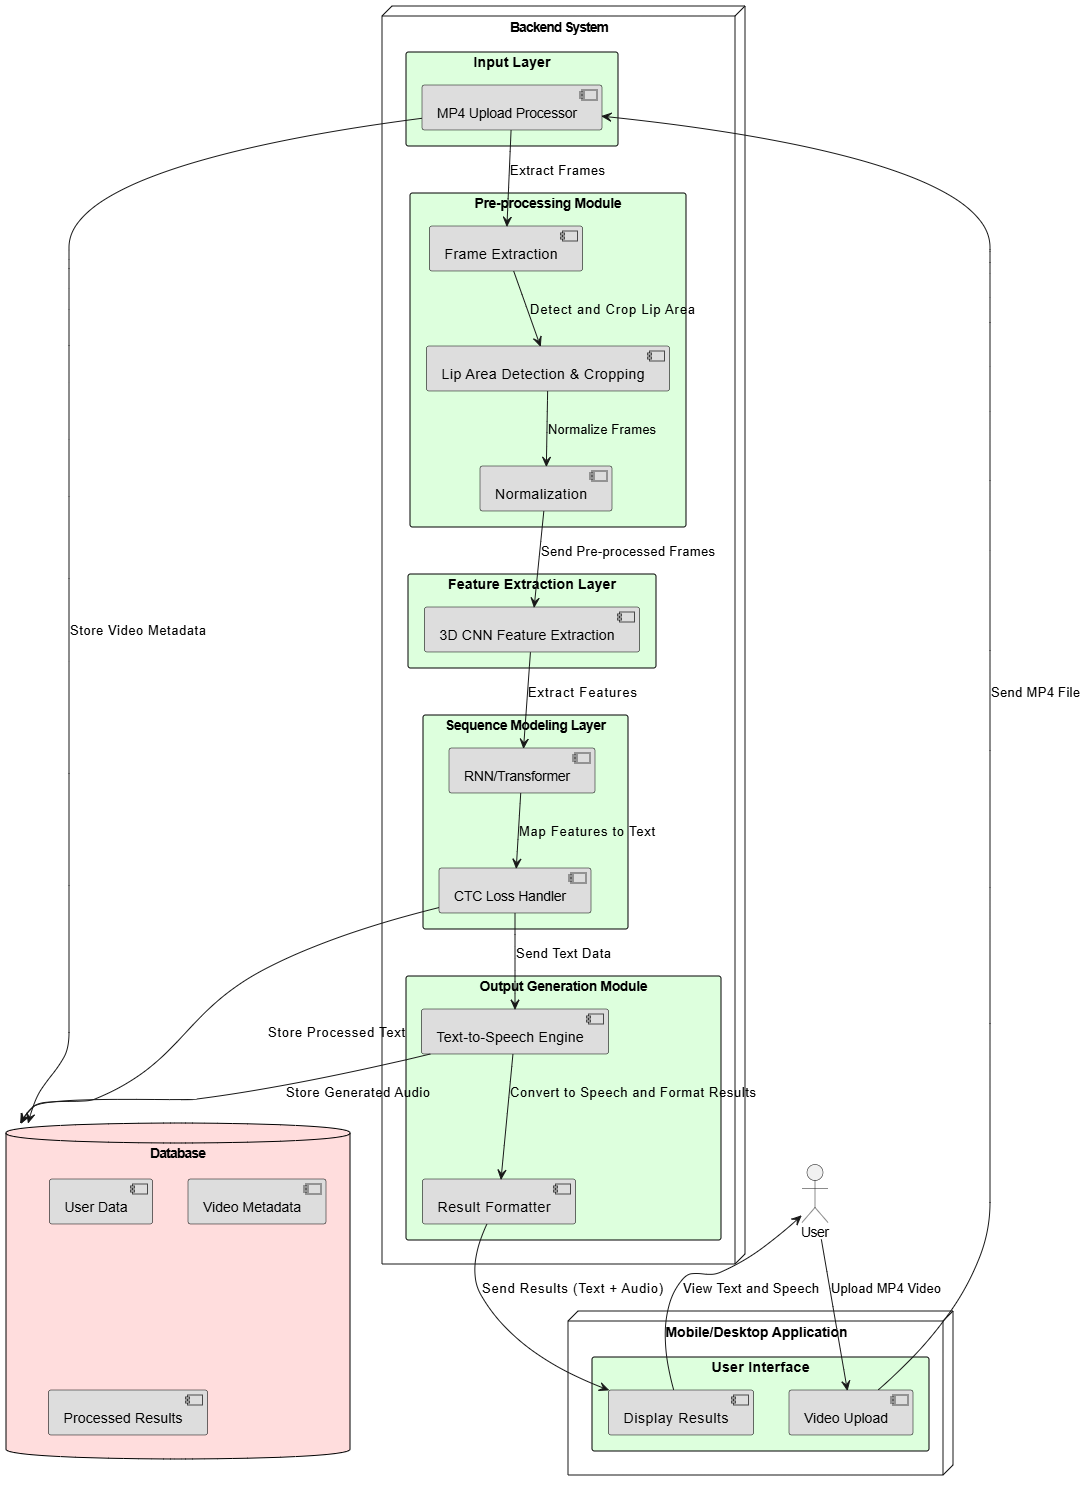 Backend System
Input Layer
MP4 Upload Processor
Extract Frames
Pre-processing Module
Frame Extraction
Detect and Crop Lip Area
Lip Area Detection & Cropping
Normalize Frames
Normalization
Send Pre-processed Frames
Feature Extraction Layer
3D CNN Feature Extraction
Store Video Metadata
Extract Features
Send MP4 File
Sequence Modeling Layer
RNN/Transformer
Map Features to Text
CTC Loss Handler
Send Text Data
Output Generation Module
Store Processed Text
Text-to-Speech Engine
Store Generated Audio
Convert to Speech and Format Results
Database
User Data
Video Metadata
Result Formatter
User
Send Results (Text + Audio)
View Text and Speech
Upload MP4 Video
Mobile/Desktop Application
User Interface
Processed Results
Display Results
Video Upload